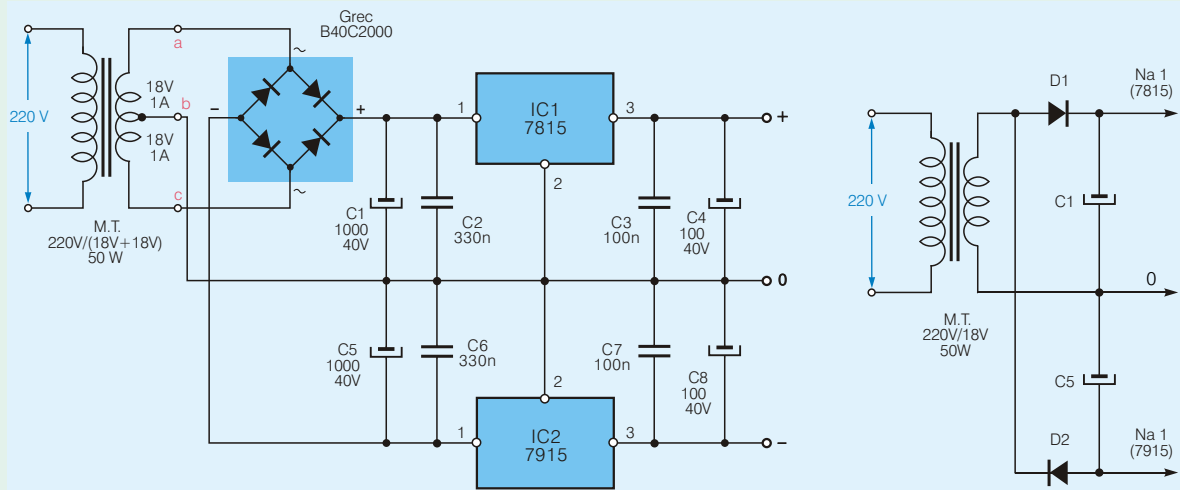 Grec
B40C2000
~
a
220 V
18V
1A
b
18V
1A
c
M.T.
220V/(18V+18V)
50 W
−
+
~
1
IC1
7815
3
2
+
C1
1000
40V
C2
330n
C3
100n
C4
100
40V
0
C5
1000
40V
C6
330n
C7
100n
C8
100
40V
2
1
IC2
7915
3
−
D1
Na 1
(7815)
220 V
C1
0
M.T.
220V/18V
50W
C5
D2
Na 1
(7915)